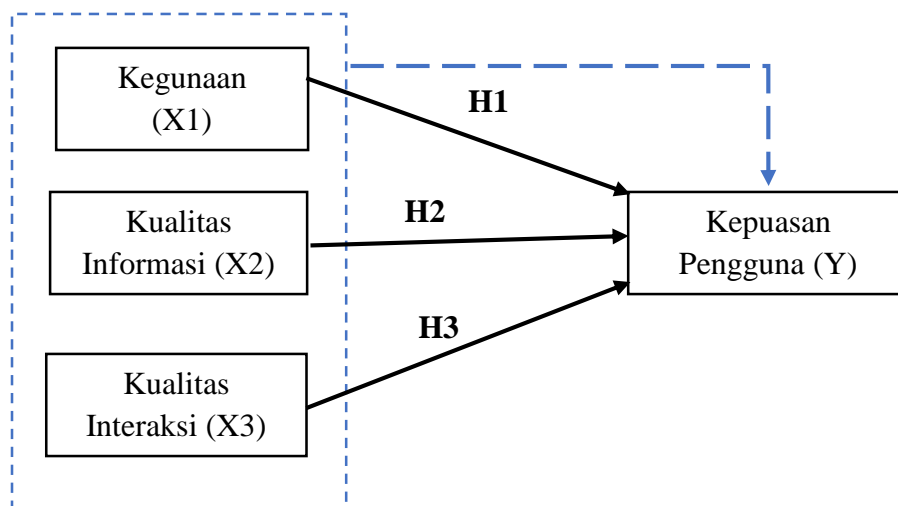 Kegunaan
(X1)
H1
Kualitas
Informasi (X2)
H2
Kepuasan
Pengguna (Y)
H3
Kualitas
Interaksi (X3)